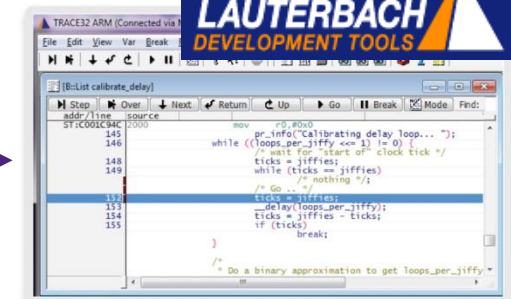 LAUTERBACH
DEVELOPMENT TOOLS
TRACE32 ARM (Connected via
File Edit View Var Break
[B::List calibrate_delay]
Step Over Next Return Up Go Break Mode Find:
addr/line source
ST:C001C94C 2000 mov r0,#0x0
145 pr_info("Calibrating delay loop... ");
146 while ((loops_per_jiffy <<= 1) != 0) {
/* wait for "start of" clock tick */
148 ticks = jiffies;
149 while (ticks == jiffies)
/* nothing */;
/* Go .. */
152 ticks = jiffies;
153 __delay(loops_per_jiffy);
154 ticks = jiffies - ticks;
155 if (ticks)
break;
}
/*
* Do a binary approximation to get loops_per_jiffy